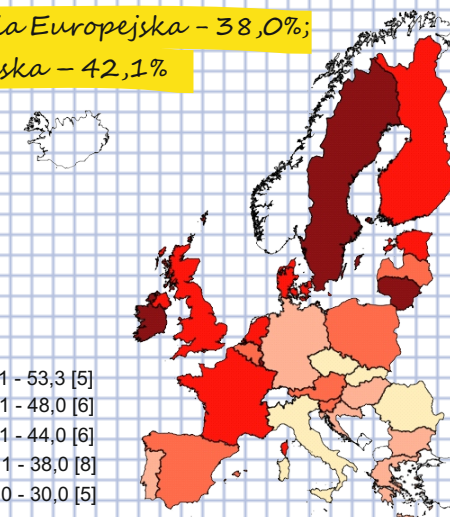 ia Europejska - 38,0%;
ska – 42,1%
1 - 53,3 [5]
1 - 48,0 [6]
1 - 44,0 [6]
1 - 38,0 [8]
0 - 30,0 [5]